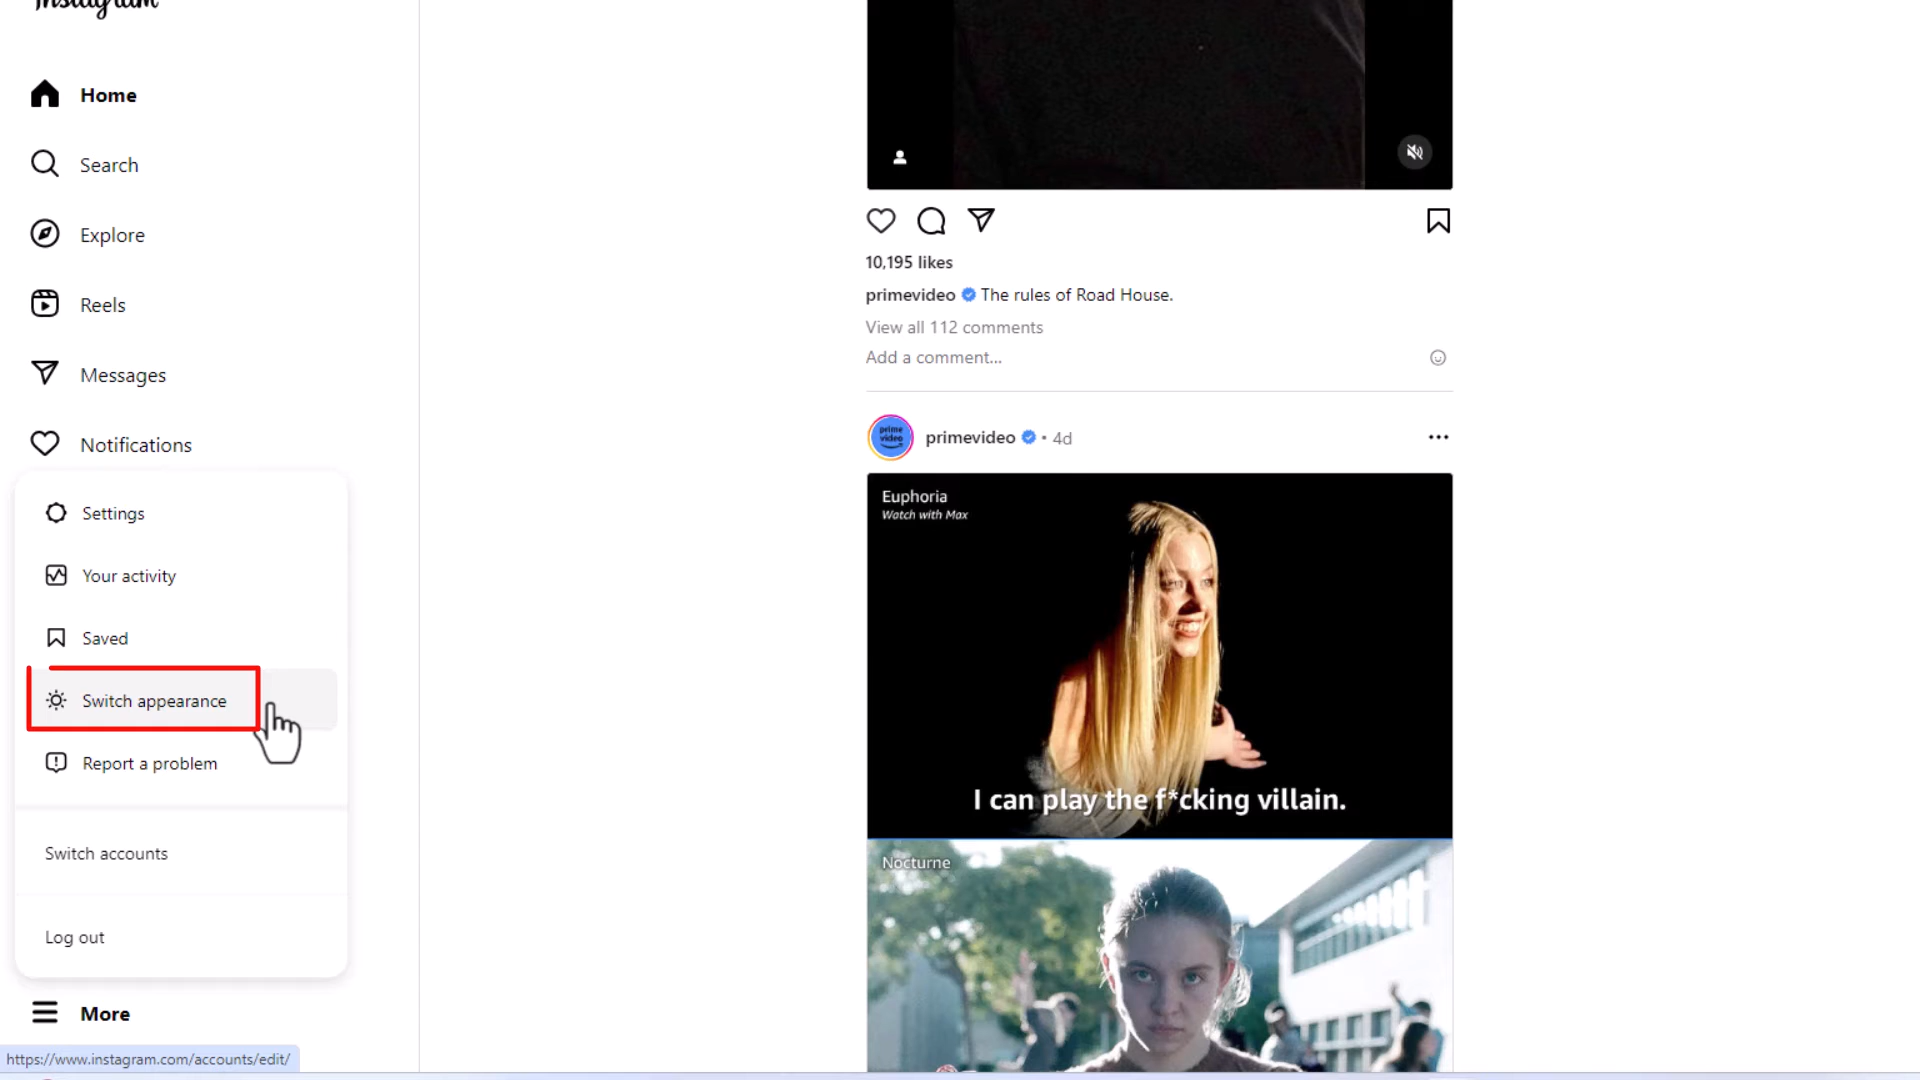 Instagram
Home
Search
Explore
Reels
Messages
Notifications
Settings
Your activity
Saved
Switch appearance
Report a problem
Switch accounts
Log out
More
https://www.instagram.com/accounts/edit/
10,195 likes
primevideo The rules of Road House.
View all 112 comments
Add a comment...
prime
video
primevideo • 4d
Euphoria
Watch with Max
I can play the f*cking villain.
Nocturne